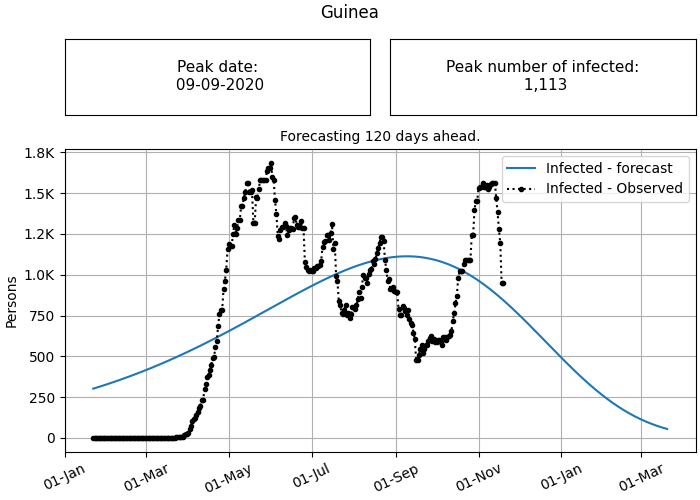 Guinea
Peak date:
09-09-2020
Peak number of infected:
1,113
Forecasting 120 days ahead.
Infected - forecast
Infected - Observed
Persons
1.8K
1.5K
1.2K
1.0K
750
500
250
0
01-Jan
01-Mar
01-May
01-Jul
01-Sep
01-Nov
01-Jan
01-Mar